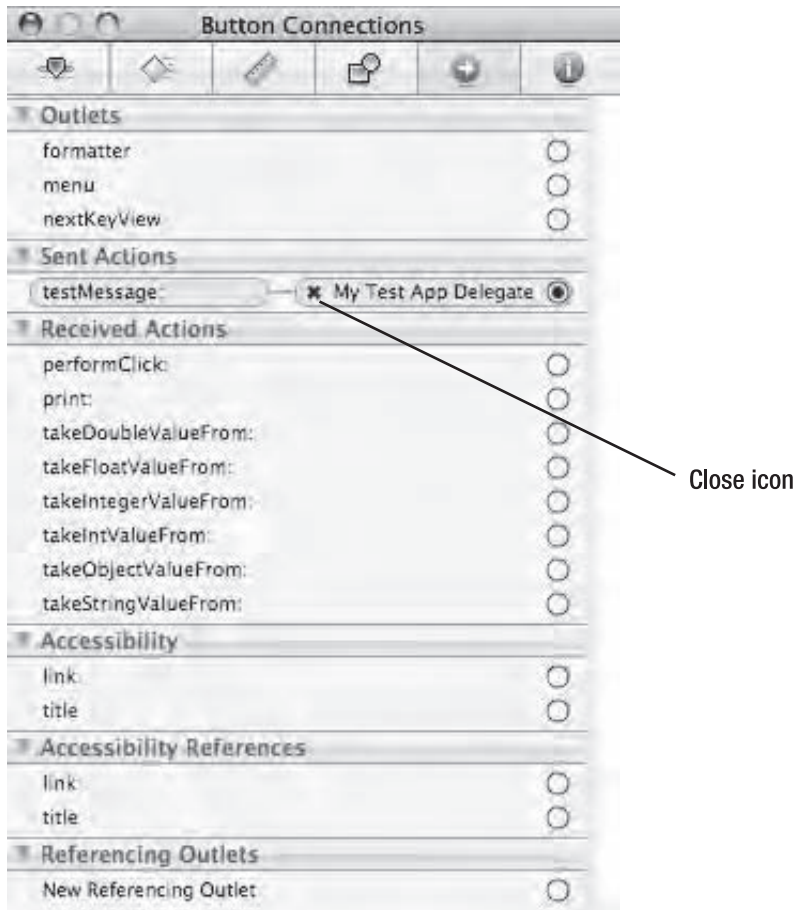 Button Connections
Outlets
formatter
menu
nextKeyView
Sent Actions
testMessage: My Test App Delegate
Received Actions
performClick:
print:
takeDoubleValueFrom:
takeFloatValueFrom:
takeIntegerValueFrom:
takeIntValueFrom:
takeObjectValueFrom:
takeStringValueFrom:
Accessibility
link
title
Accessibility References
link
title
Referencing Outlets
New Referencing Outlet
Close icon